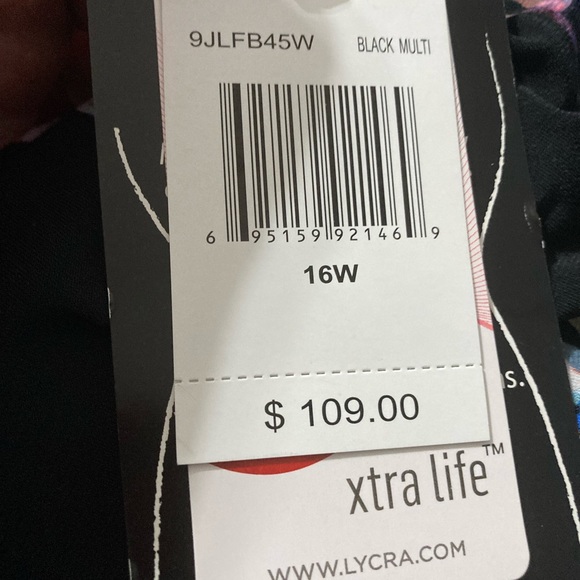 9JLFB45W BLACK MULTI
6 95159 92146 9
16W
$ 109.00
s.
xtra life™
WWW.LYCRA.COM